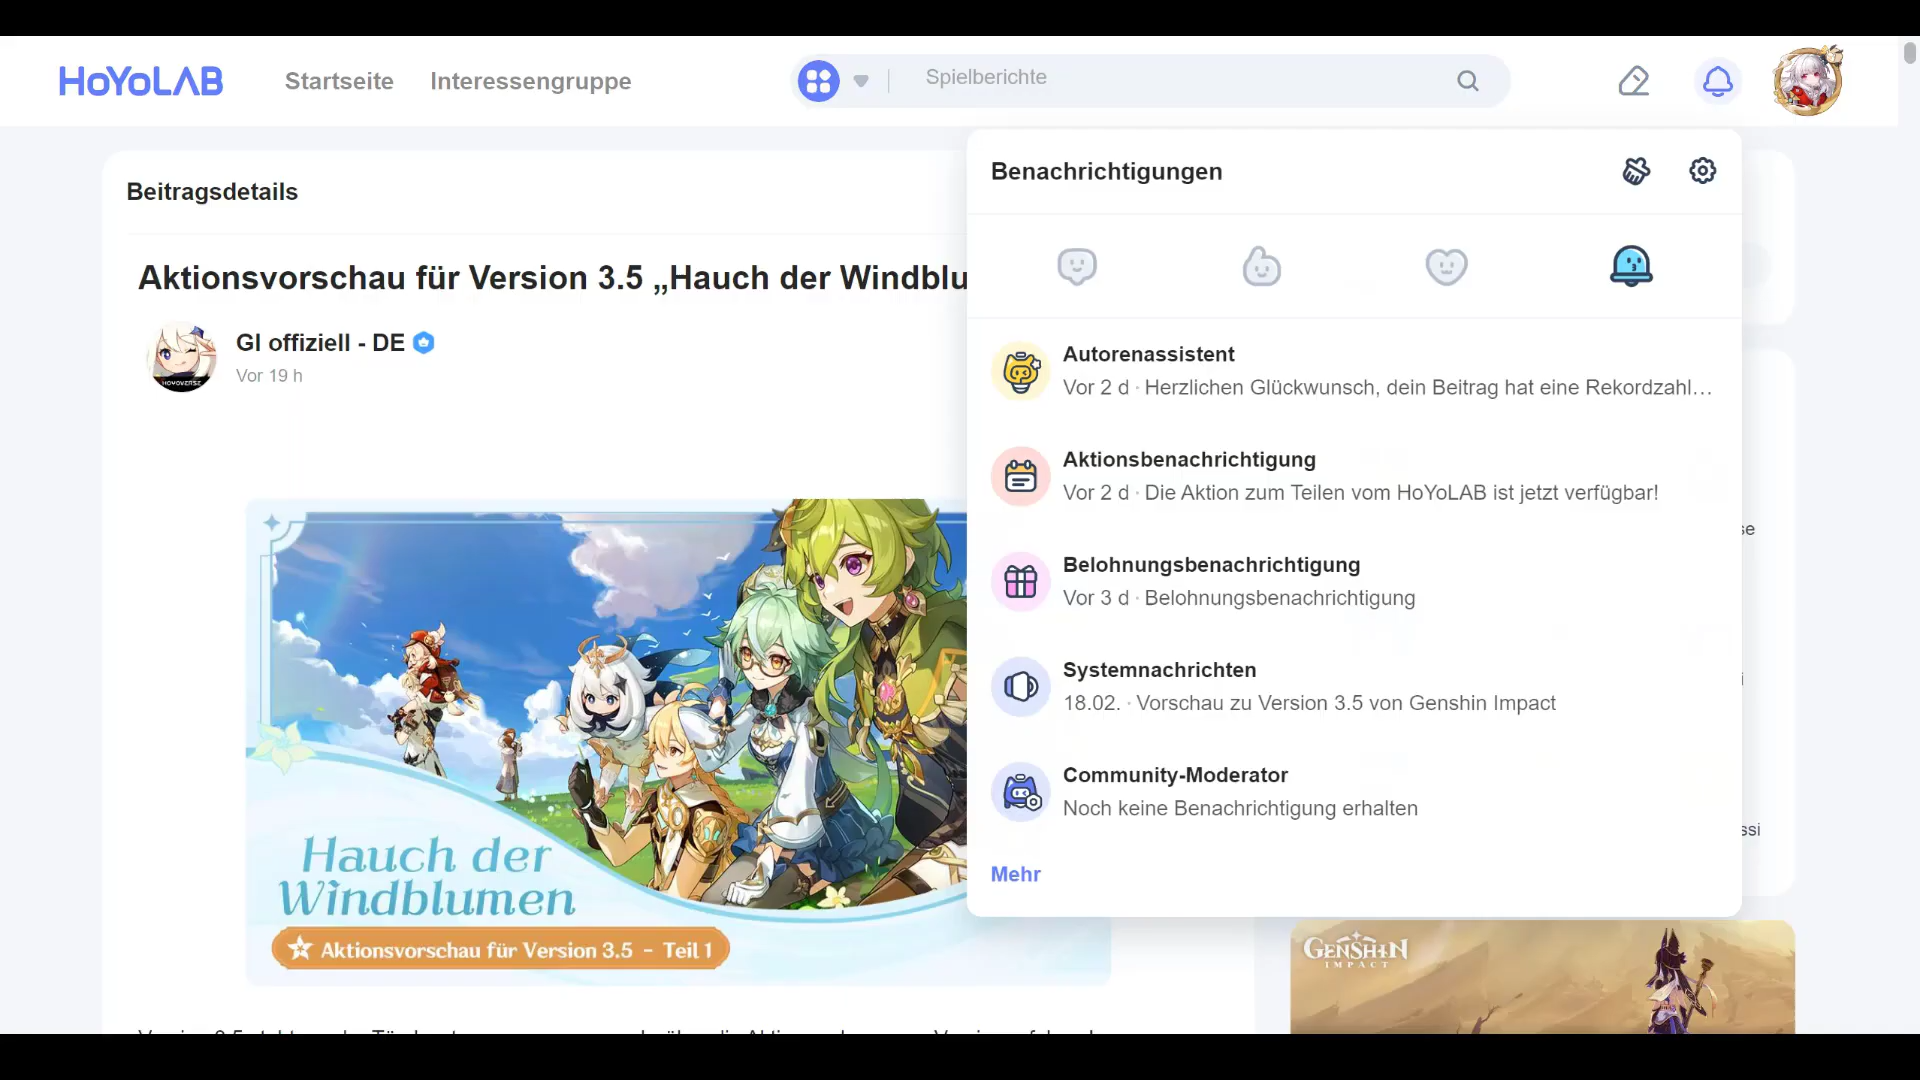 HoYoLAB
Startseite
Interessengruppe
Spielberichte
Beitragsdetails
Aktionsvorschau für Version 3.5 „Hauch der Windblu
GI offiziell - DE
Vor 19 h
HOYOVERSE
Hauch der
Windblumen
Aktionsvorschau für Version 3.5 - Teil 1
Benachrichtigungen
Autorenassistent
Vor 2 d · Herzlichen Glückwunsch, dein Beitrag hat eine Rekordzahl…
Aktionsbenachrichtigung
Vor 2 d · Die Aktion zum Teilen vom HoYoLAB ist jetzt verfügbar!
Belohnungsbenachrichtigung
Vor 3 d · Belohnungsbenachrichtigung
Systemnachrichten
18.02. · Vorschau zu Version 3.5 von Genshin Impact
Community-Moderator
Noch keine Benachrichtigung erhalten
Mehr
GENSHIN
IMPACT